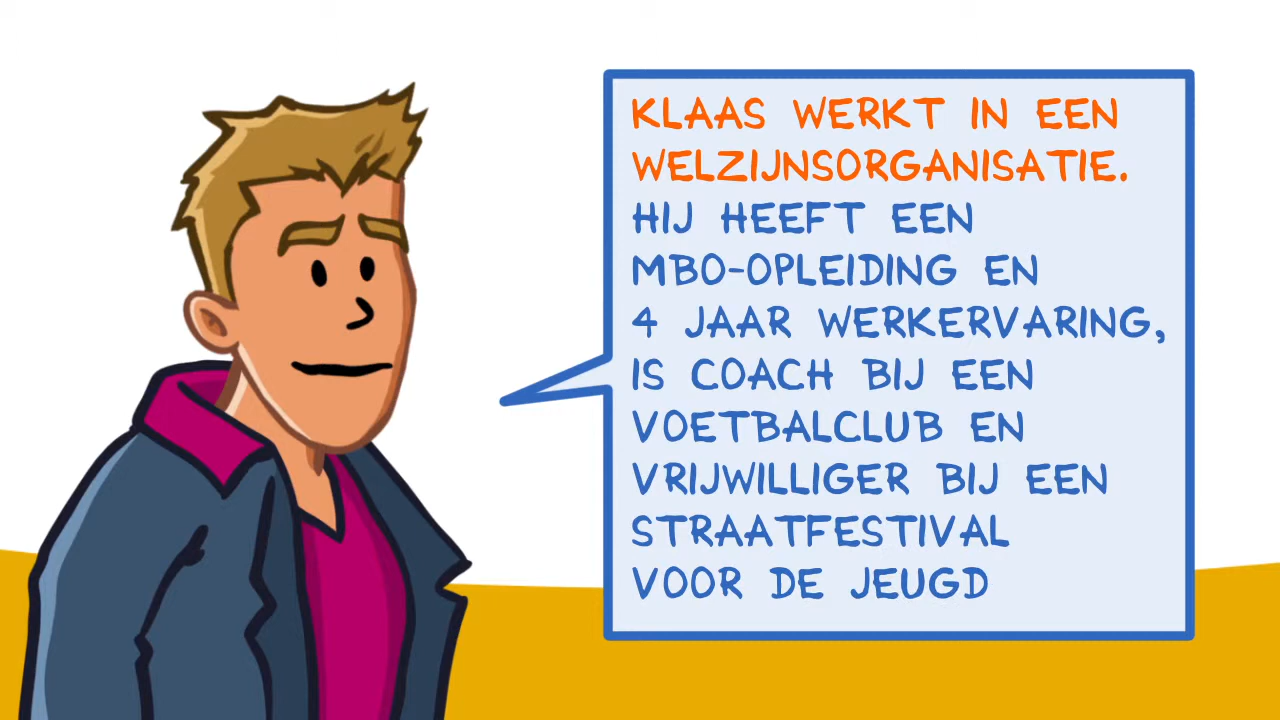 KLAAS WERKT IN EEN
WELZIJNSORGANISATIE.
HIJ HEEFT EEN
MBO-OPLEIDING EN
4 JAAR WERKERVARING,
IS COACH BIJ EEN
VOETBALCLUB EN
VRIJWILLIGER BIJ EEN
STRAATFESTIVAL
VOOR DE JEUGD